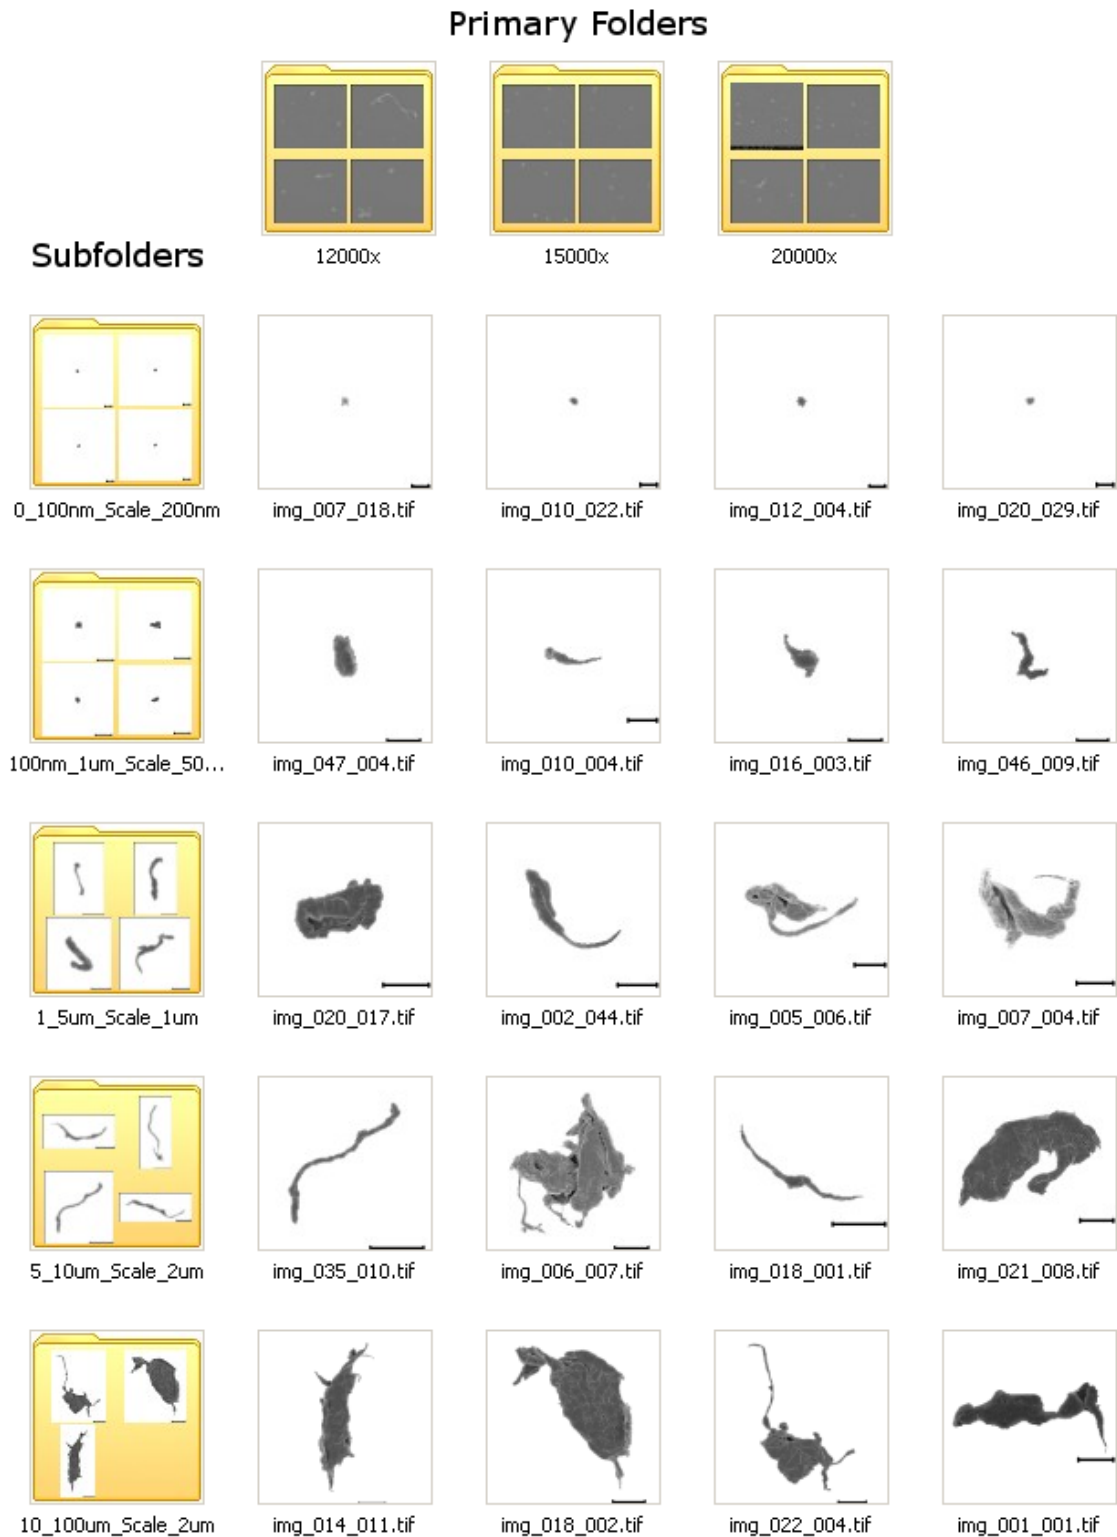 Primary Folders
12000x 15000x 20000x
Subfolders
0_100nm_Scale_200nm img_007_018.tif img_010_022.tif img_012_004.tif img_020_029.tif
100nm_1um_Scale_50... img_047_004.tif img_010_004.tif img_016_003.tif img_046_009.tif
1_5um_Scale_1um img_020_017.tif img_002_044.tif img_005_006.tif img_007_004.tif
5_10um_Scale_2um img_035_010.tif img_006_007.tif img_018_001.tif img_021_008.tif
10_100um_Scale_2um img_014_011.tif img_018_002.tif img_022_004.tif img_001_001.tif